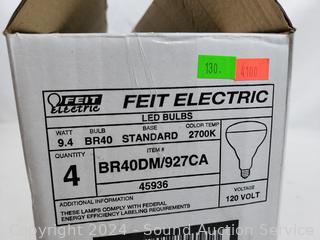 130.
4100
FEIT
electric
FEIT ELECTRIC
LED BULBS
WATT BULB BASE COLOR TEMP
9.4 BR40 STANDARD 2700K
QUANTITY
4
ITEM #
BR40DM/927CA
45936
VOLTAGE
120 VOLT
ADDITIONAL INFORMATION
THESE LAMPS COMPLY WITH FEDERAL
ENERGY EFFICIENCY LABELING REQUIREMENTS.
Copyright 2024 - Sound Auction Service